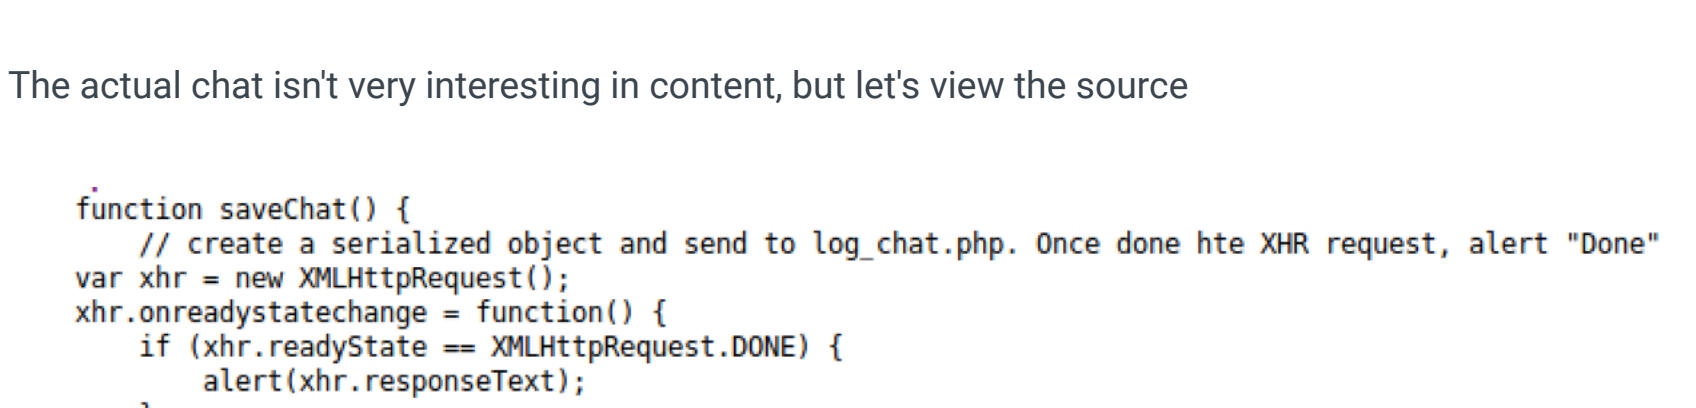 The actual chat isn't very interesting in content, but let's view the source
function saveChat() {
// create a serialized object and send to log_chat.php. Once done hte XHR request, alert "Done"
var xhr = new XMLHttpRequest();
xhr.onreadystatechange = function() {
if (xhr.readyState == XMLHttpRequest.DONE) {
alert(xhr.responseText);